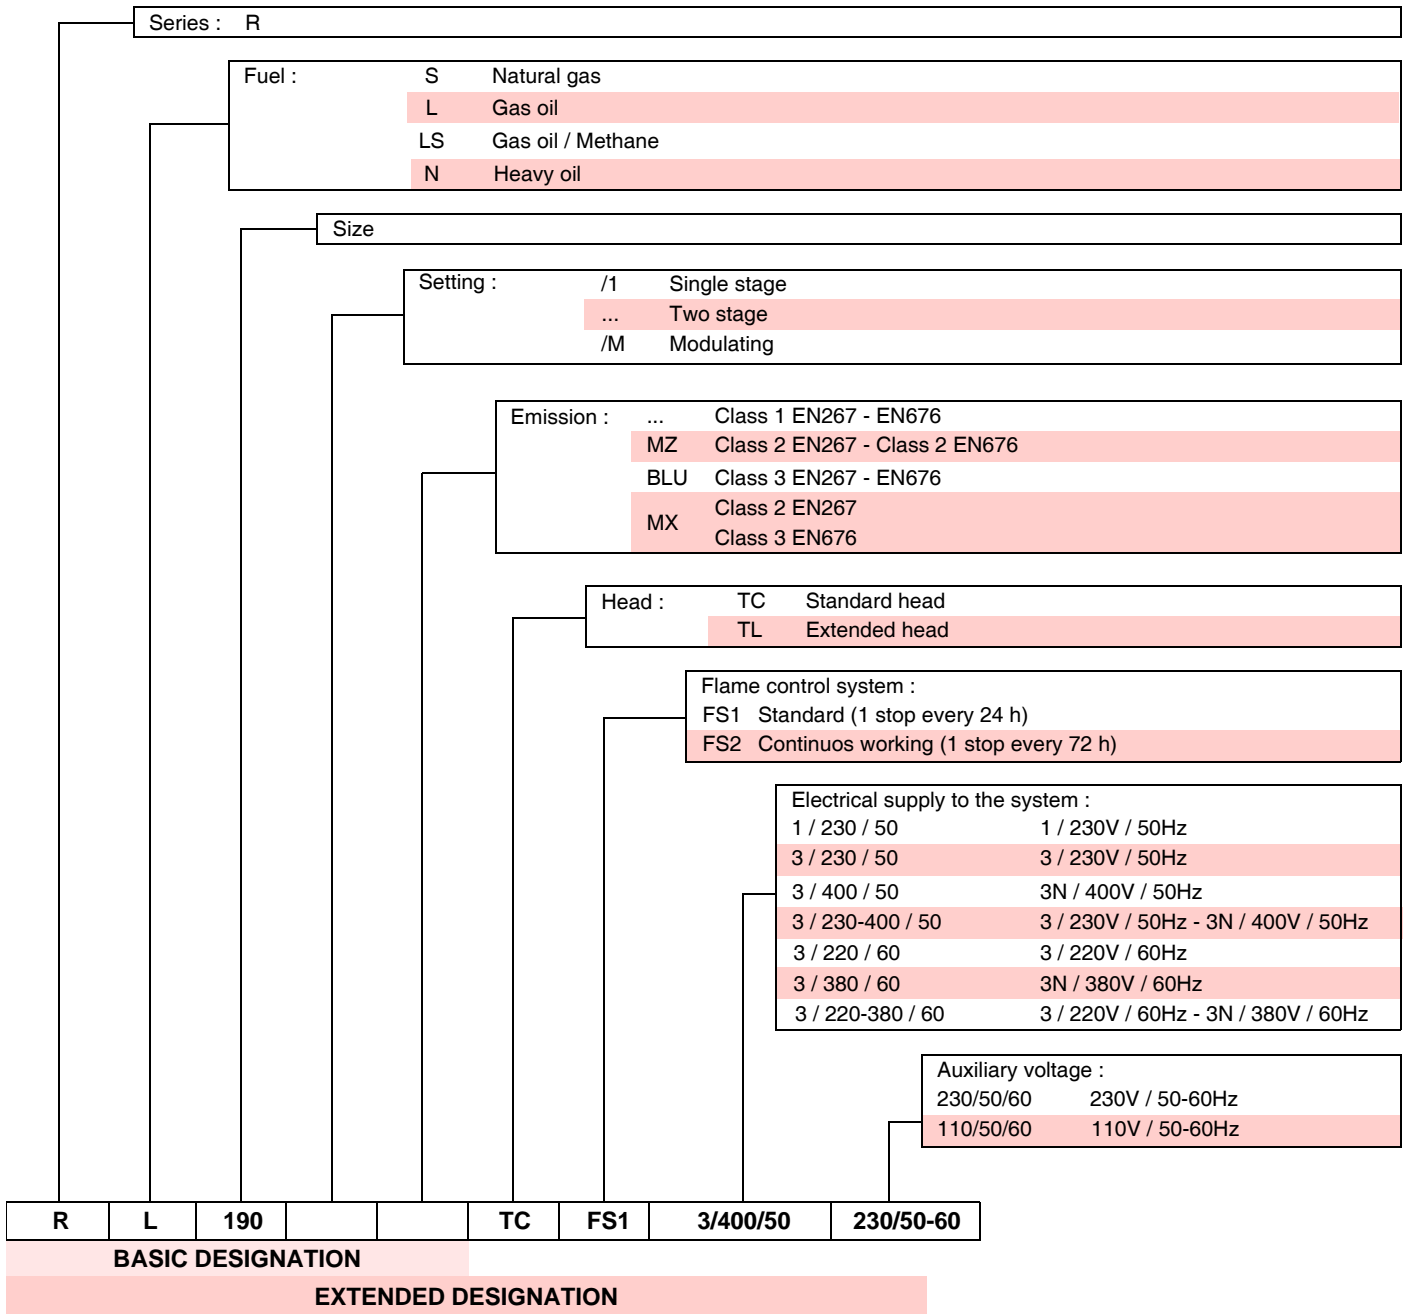 Series : R
Fuel : S Natural gas
L Gas oil
LS Gas oil / Methane
N Heavy oil
Size
Setting : /1 Single stage
... Two stage
/M Modulating
Emission : ... Class 1 EN267 - EN676
MZ Class 2 EN267 - Class 2 EN676
BLU Class 3 EN267 - EN676
MX Class 2 EN267
Class 3 EN676
Head : TC Standard head
TL Extended head
Flame control system :
FS1 Standard (1 stop every 24 h)
FS2 Continuos working (1 stop every 72 h)
Electrical supply to the system :
1 / 230 / 50 1 / 230V / 50Hz
3 / 230 / 50 3 / 230V / 50Hz
3 / 400 / 50 3N / 400V / 50Hz
3 / 230-400 / 50 3 / 230V / 50Hz - 3N / 400V / 50Hz
3 / 220 / 60 3 / 220V / 60Hz
3 / 380 / 60 3N / 380V / 60Hz
3 / 220-380 / 60 3 / 220V / 60Hz - 3N / 380V / 60Hz
Auxiliary voltage :
230/50/60 230V / 50-60Hz
110/50/60 110V / 50-60Hz
R L 190 TC FS1 3/400/50 230/50-60
BASIC DESIGNATION
EXTENDED DESIGNATION